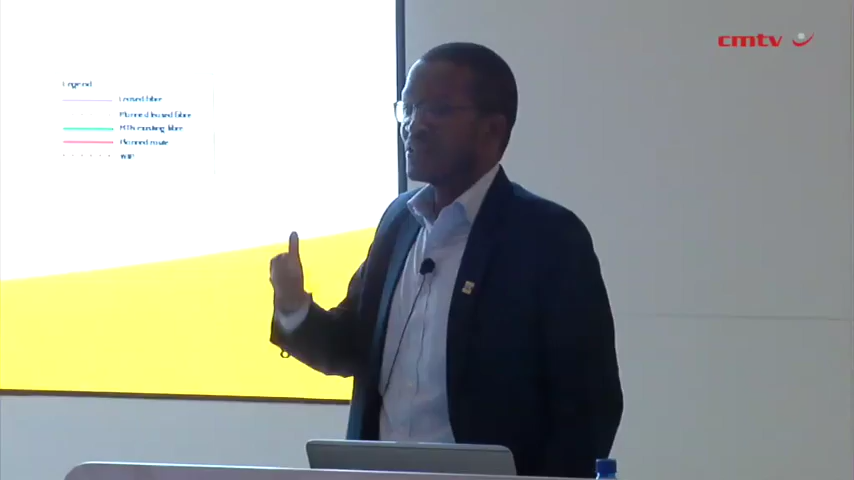 cmtv
Legend
Leased fibre
Planned leased fibre
MTN existing fibre
Planned route